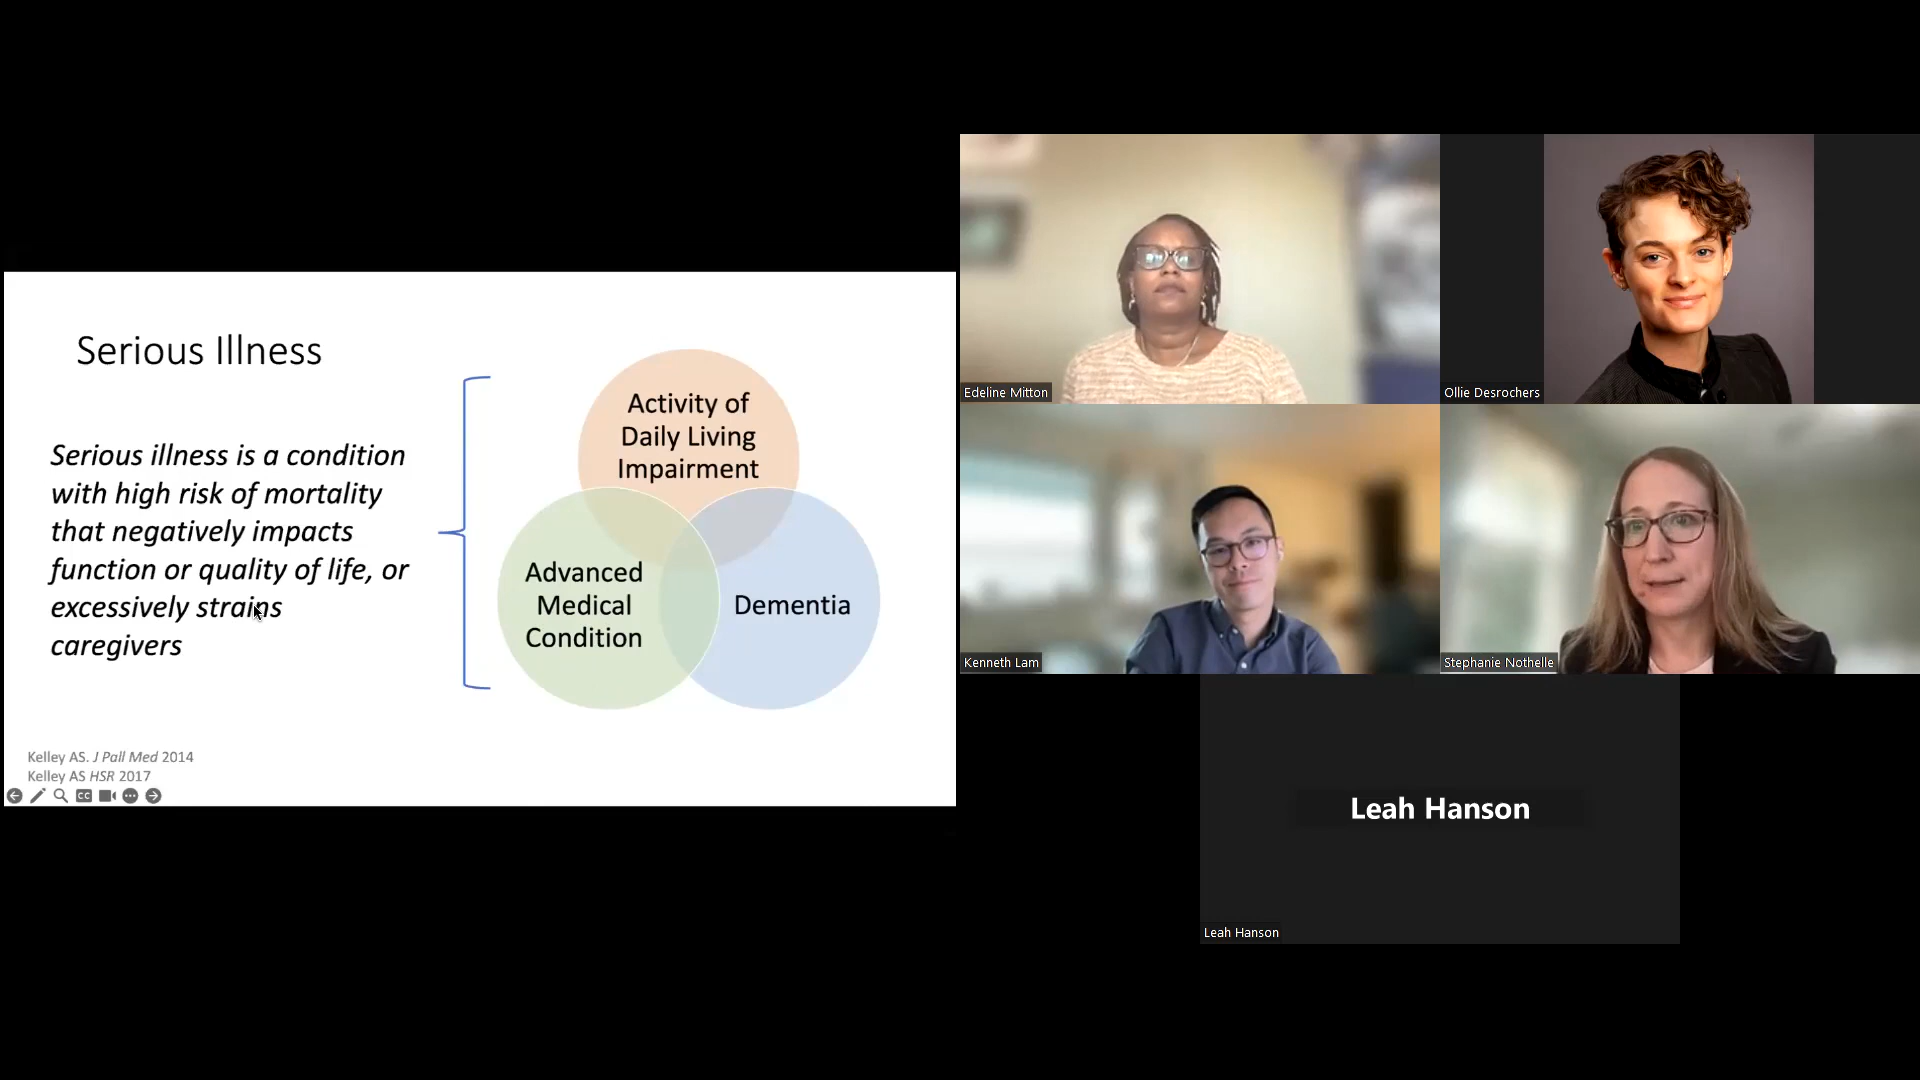 Serious Illness
Serious illness is a condition
with high risk of mortality
that negatively impacts
function or quality of life, or
excessively strains
caregivers
Activity of
Daily Living
Impairment
Advanced
Medical
Condition
Dementia
Kelley AS. J Pall Med 2014
Kelley AS HSR 2017
CC
Edeline Mitton
Ollie Desrochers
Kenneth Lam
Stephanie Nothelle
Leah Hanson
Leah Hanson